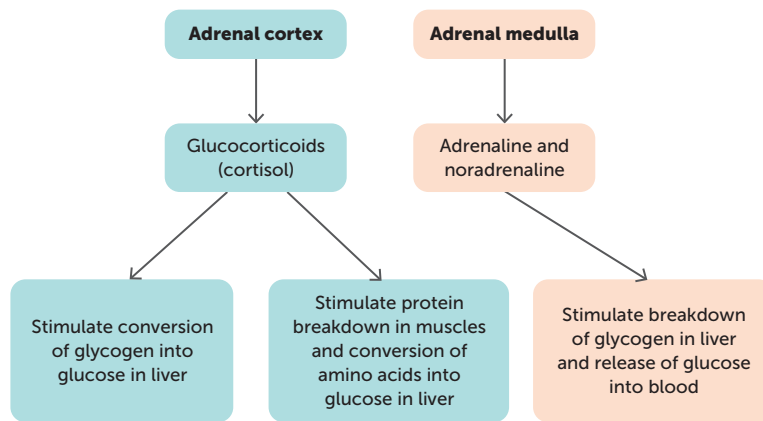 Adrenal cortex
Adrenal medulla
Glucocorticoids
(cortisol)
Adrenaline and
noradrenaline
Stimulate conversion
of glycogen into
glucose in liver
Stimulate protein
breakdown in muscles
and conversion of
amino acids into
glucose in liver
Stimulate breakdown
of glycogen in liver
and release of glucose
into blood